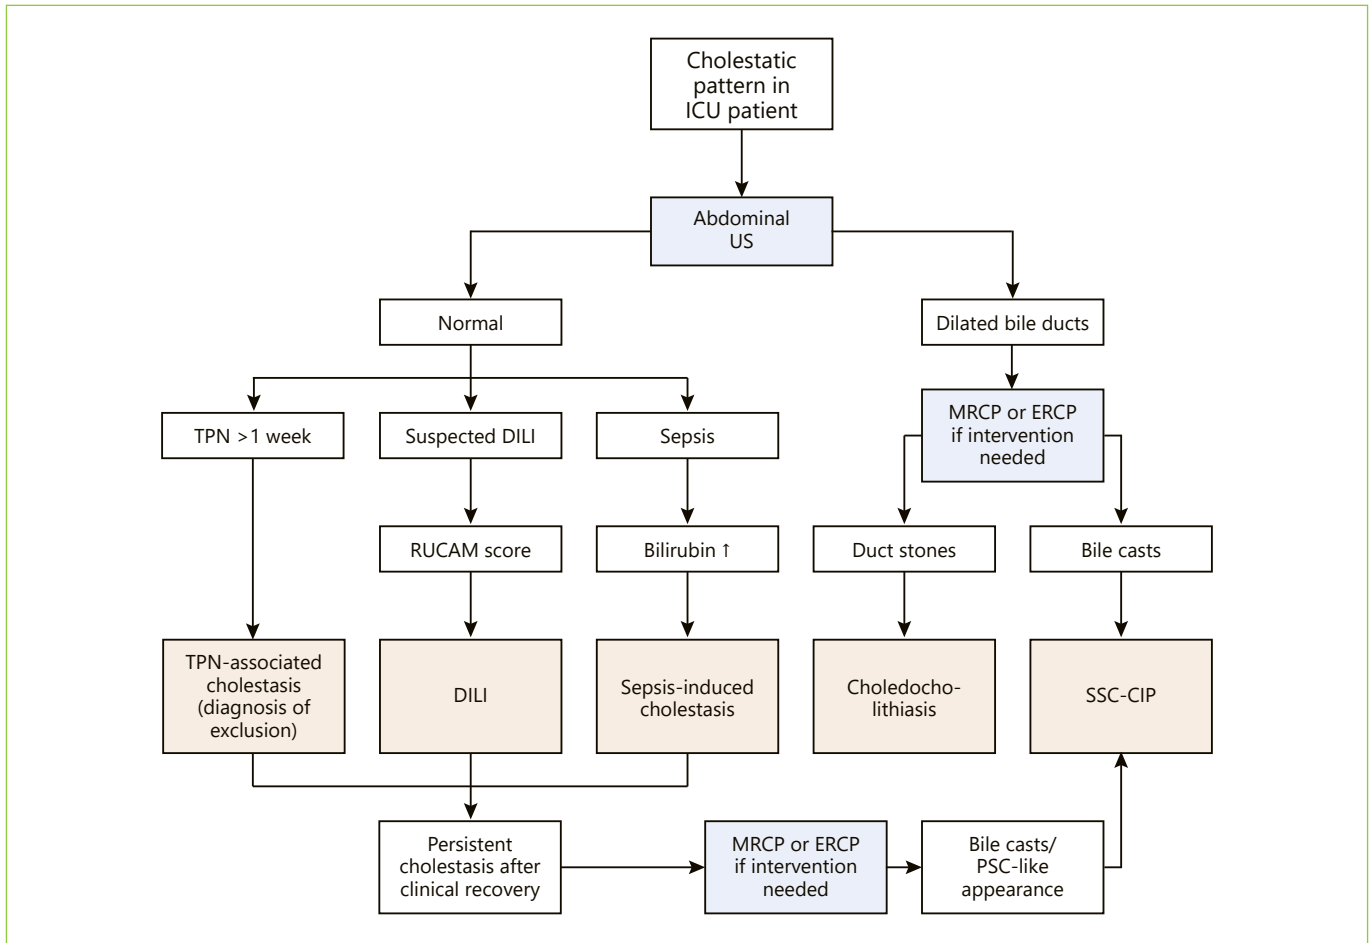 Cholestatic
pattern in
ICU patient
Abdominal
US
Normal
Dilated bile ducts
TPN >1 week
Suspected DILI
Sepsis
MRCP or ERCP
if intervention
needed
RUCAM score
Bilirubin ↑
Duct stones
Bile casts
TPN-associated
cholestasis
(diagnosis of
exclusion)
DILI
Sepsis-induced
cholestasis
Choledocho-
lithiasis
SSC-CIP
Persistent
cholestasis after
clinical recovery
MRCP or ERCP
if intervention
needed
Bile casts/
PSC-like
appearance